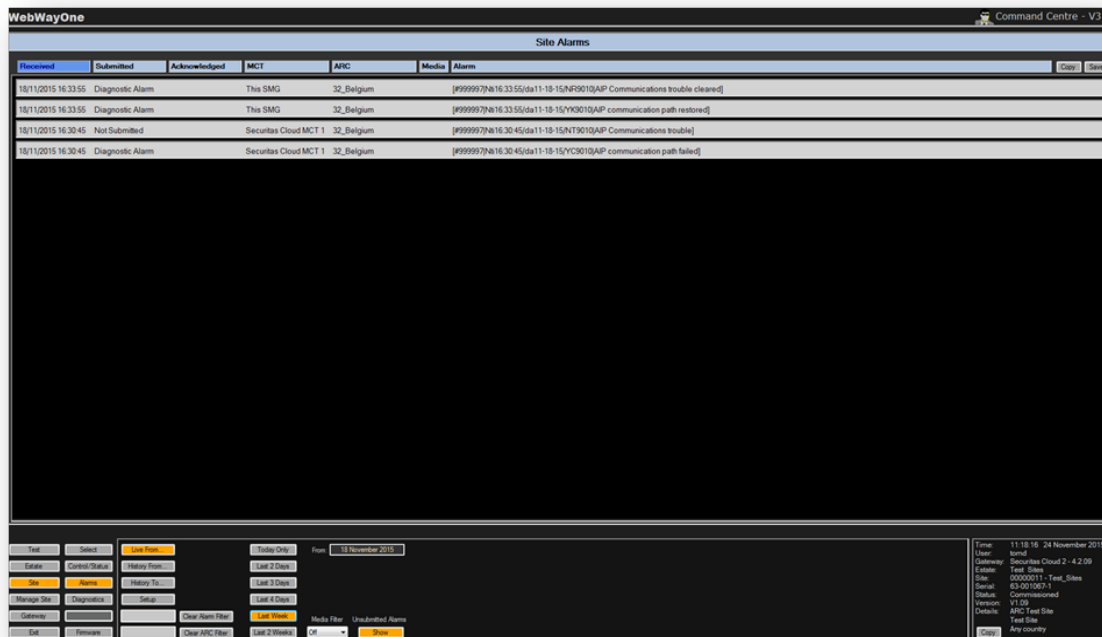 WebWayOne Command Centre - V3
Site Alarms
Received Submitted Acknowledged MCT ARC Media Alarm Copy Save
18/11/2015 16:33:55 Diagnostic Alarm This SMG 32_Belgium [#999997|Nti16:33:55/da11-18-15/NR9010|AIP Communications trouble cleared]
18/11/2015 16:33:55 Diagnostic Alarm This SMG 32_Belgium [#999997|Nti16:33:55/da11-18-15/YK9010|AIP communication path restored]
18/11/2015 16:30:45 Not Submitted Securitas Cloud MCT 1 32_Belgium [#999997|Nti16:30:45/da11-18-15/NT9010|AIP Communications trouble]
18/11/2015 16:30:45 Diagnostic Alarm Securitas Cloud MCT 1 32_Belgium [#999997|Nti16:30:45/da11-18-15/YC9010|AIP communication path failed]
Text Select Live From... Today Only From: 18 November 2015
Estate Control/Status History From... Last 2 Days
Site Alarms History To... Last 3 Days
Manage Site Diagnostics Setup Last 4 Days
Gateway Clear Alarm Filter Last Week Media Filter Unsubmitted Alarms
Exit Firmware Clear ARC Filter Last 2 Weeks Off Show
Time: 11:18:16 24 November 2015
User: tomd
Gateway: Securitas Cloud 2 - 4.2.09
Estate: Test Sites
Site: 00000011 - Test_Sites
Serial: 63-001067-1
Status: Commissioned
Version: V1.09
Details: ARC Test Site
Test Site
Copy Any country